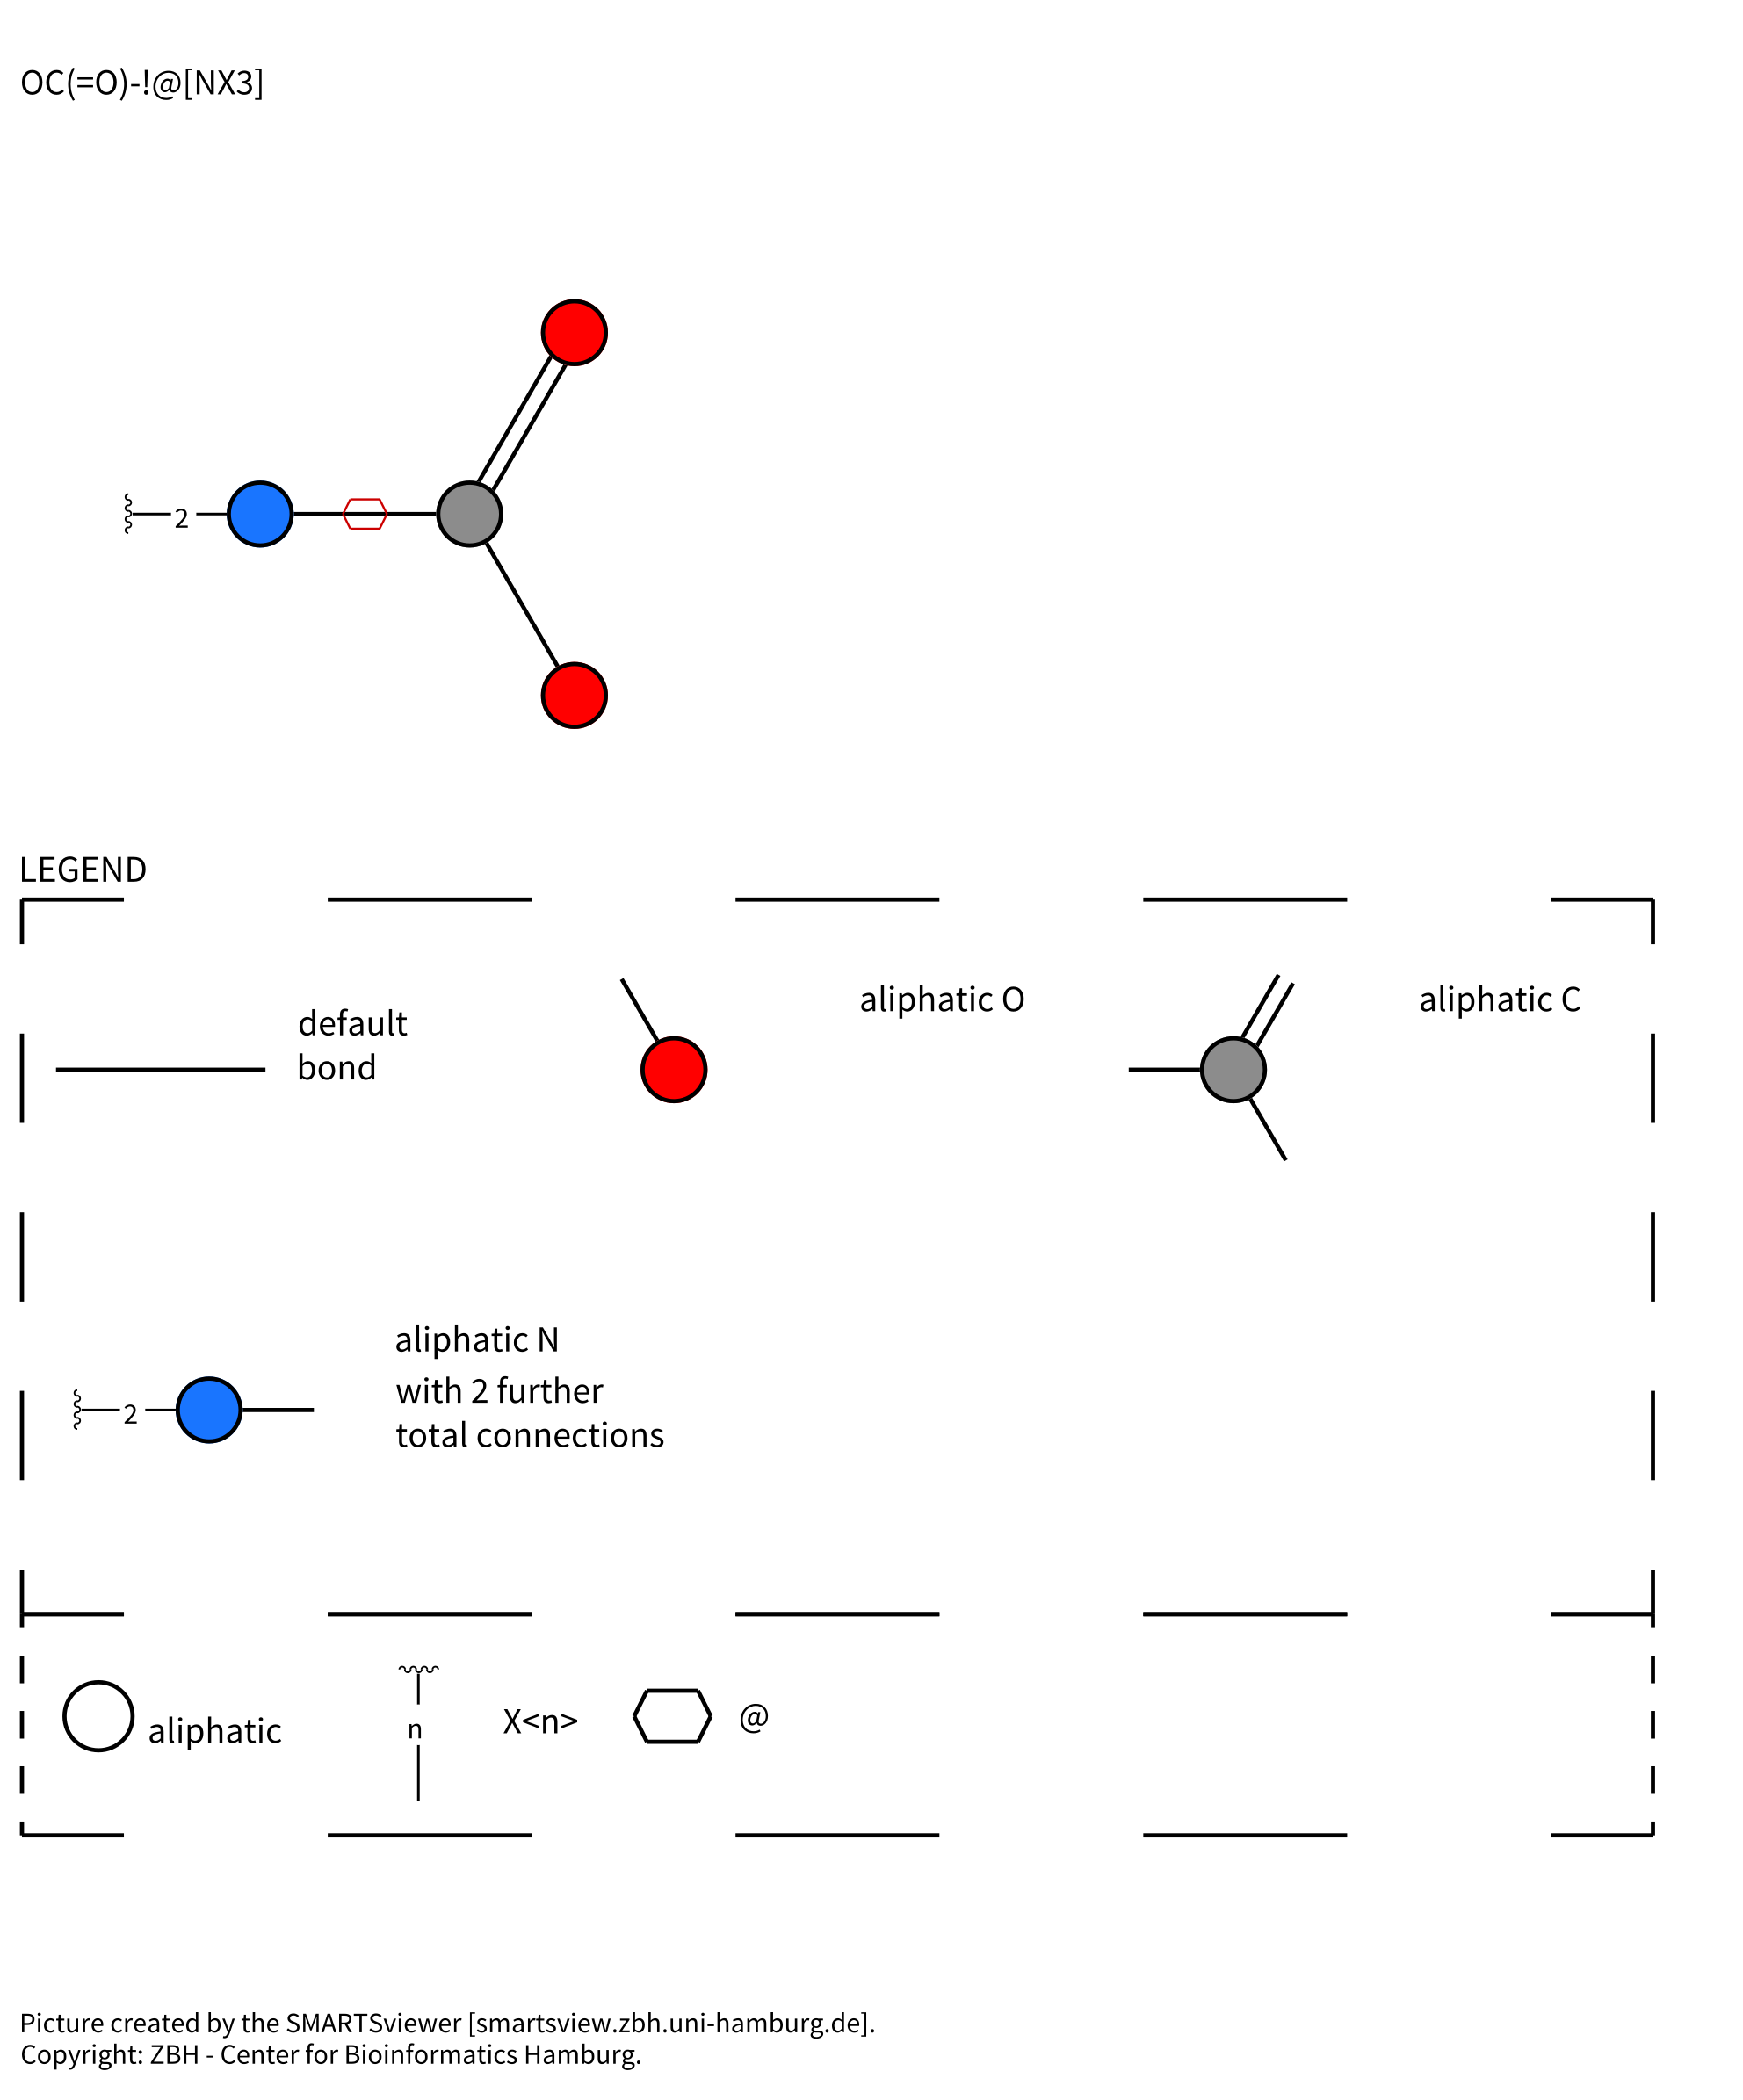 OC(=O)-!@[NX3]
2
LEGEND
default
bond
aliphatic O
aliphatic C
2
aliphatic N
with 2 further
total connections
aliphatic
n
X<n>
@
Picture created by the SMARTSviewer [smartsview.zbh.uni-hamburg.de].
Copyright: ZBH - Center for Bioinformatics Hamburg.